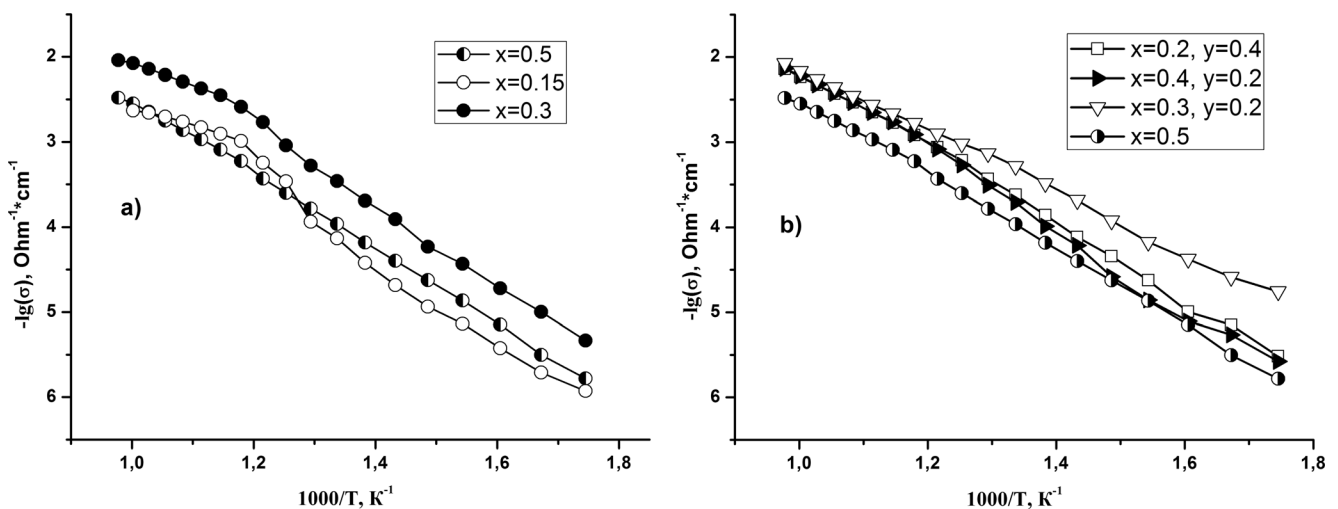 x=0.5
x=0.15
x=0.3
a)
2
3
4
5
6
-lg(σ), Ohm⁻¹*cm⁻¹
1,0 1,2 1,4 1,6 1,8
1000/T, K⁻¹
x=0.2, y=0.4
x=0.4, y=0.2
x=0.3, y=0.2
x=0.5
b)
2
3
4
5
6
-lg(σ), Ohm⁻¹*cm⁻¹
1,0 1,2 1,4 1,6 1,8
1000/T, K⁻¹